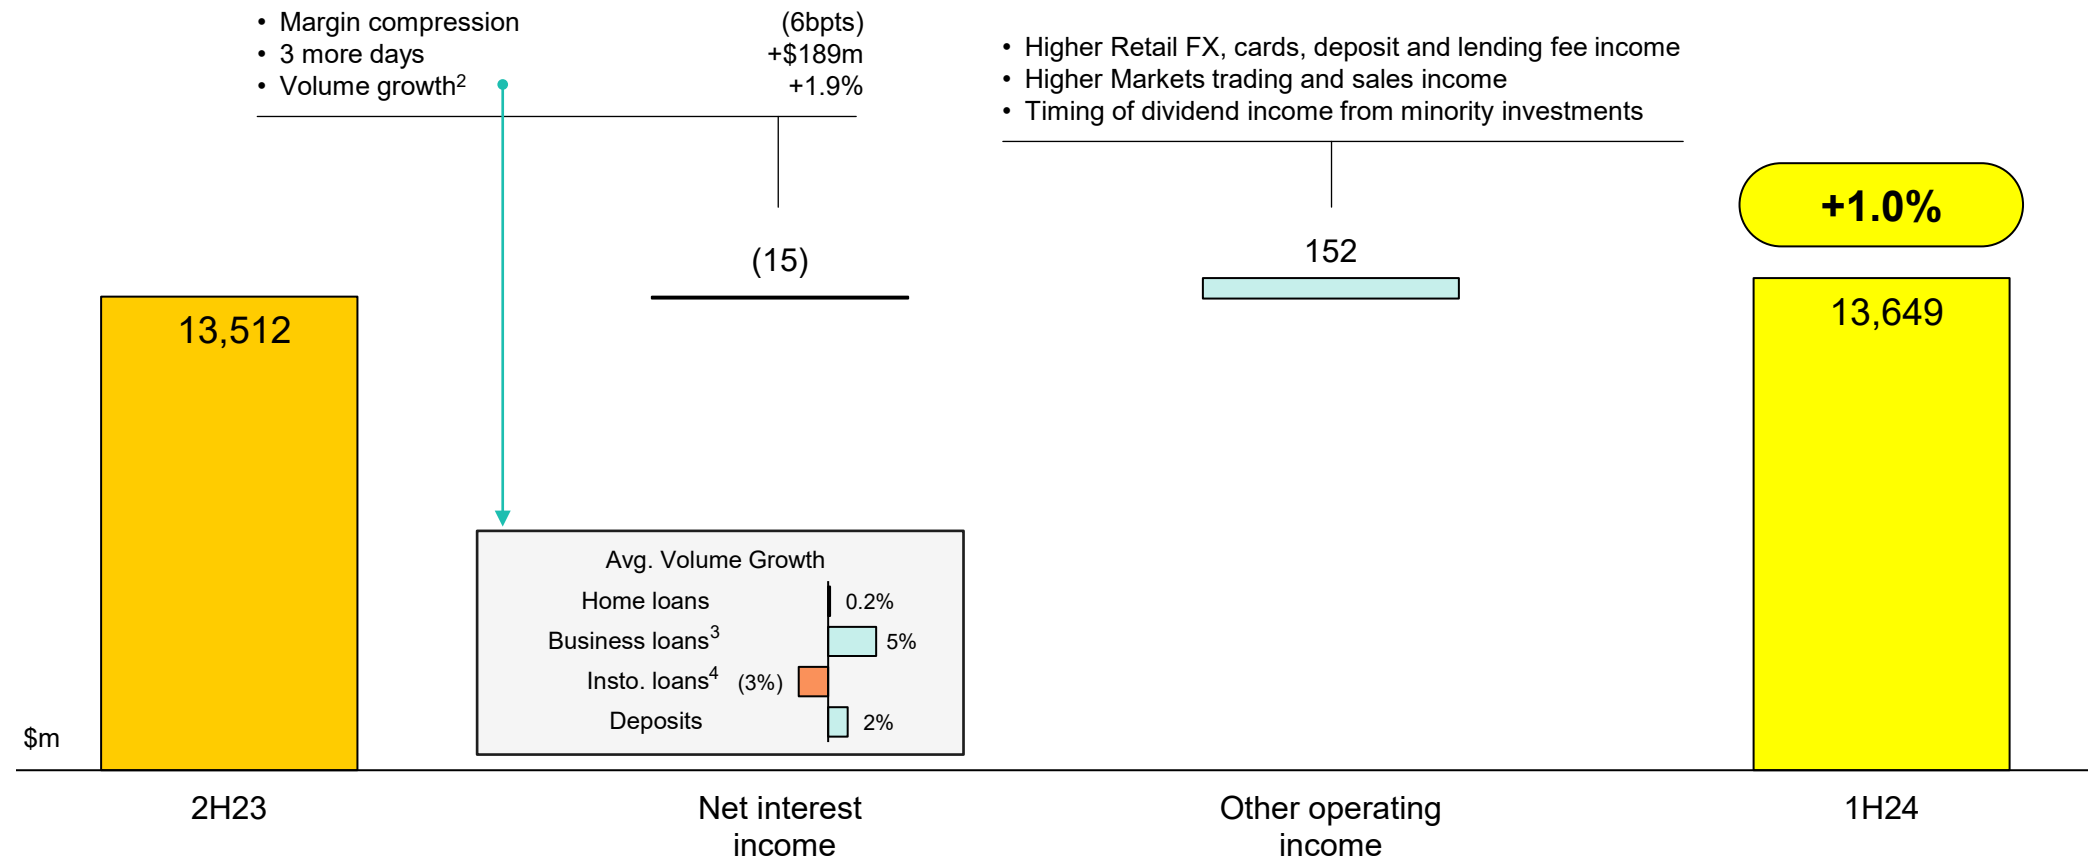 • Margin compression (6bpts)
• 3 more days +$189m
• Volume growth2 +1.9%
• Higher Retail FX, cards, deposit and lending fee income
• Higher Markets trading and sales income
• Timing of dividend income from minority investments
+1.0%
(15)
152
13,512
13,649
Avg. Volume Growth
Home loans 0.2%
Business loans3 5%
Insto. loans4 (3%)
Deposits 2%
$m
2H23
Net interest
income
Other operating
income
1H24